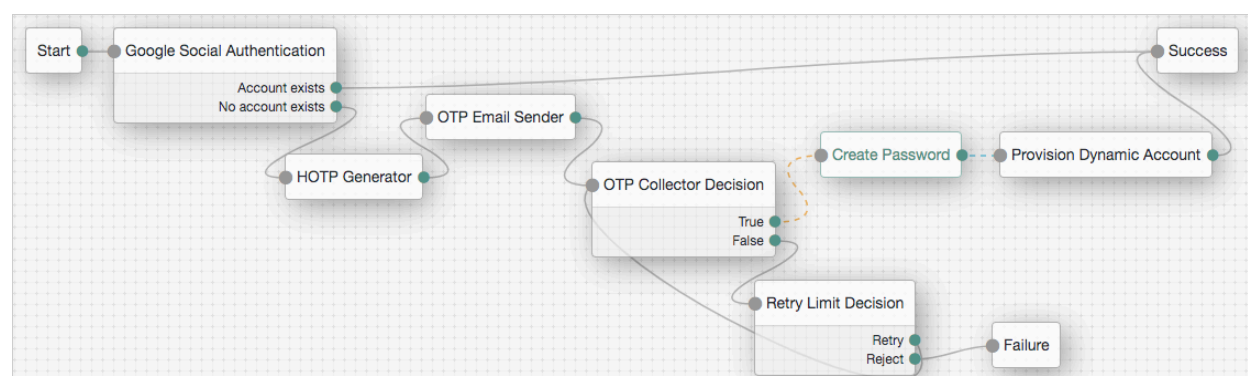 Start
Google Social Authentication
Account exists
No account exists
HOTP Generator
OTP Email Sender
OTP Collector Decision
True
False
Create Password
Provision Dynamic Account
Success
Retry Limit Decision
Retry
Reject
Failure